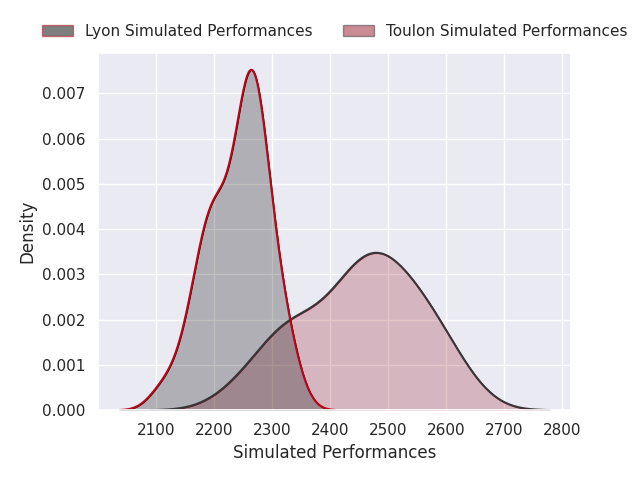 Lyon Simulated Performances Toulon Simulated Performances
0.007
0.006
0.005
0.004
0.003
0.002
0.001
0.000
Density
2100 2200 2300 2400 2500 2600 2700 2800
Simulated Performances